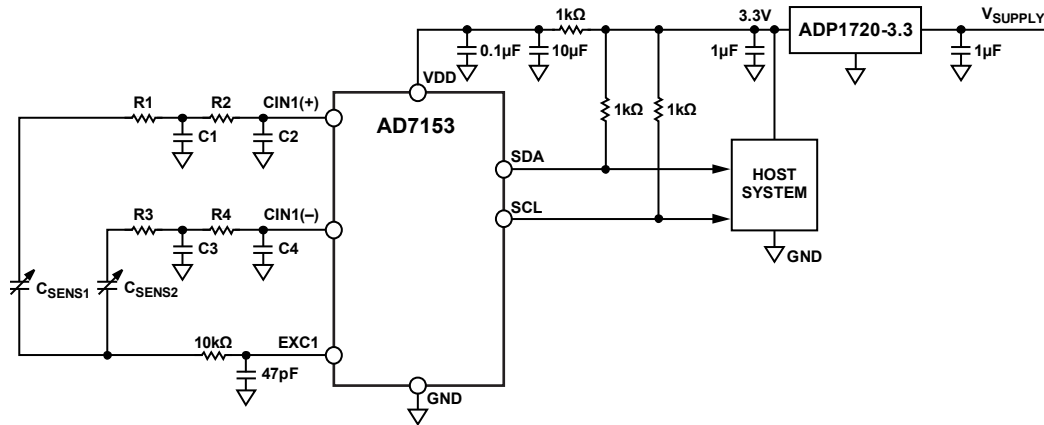 1kΩ
3.3V
ADP1720-3.3
VSUPPLY
0.1µF
10µF
1µF
1µF
VDD
R1
R2
CIN1(+)
C1
C2
AD7153
1kΩ
1kΩ
SDA
HOST
SYSTEM
SCL
R3
R4
CIN1(–)
C3
C4
GND
CSENS1
CSENS2
10kΩ
EXC1
47pF
GND